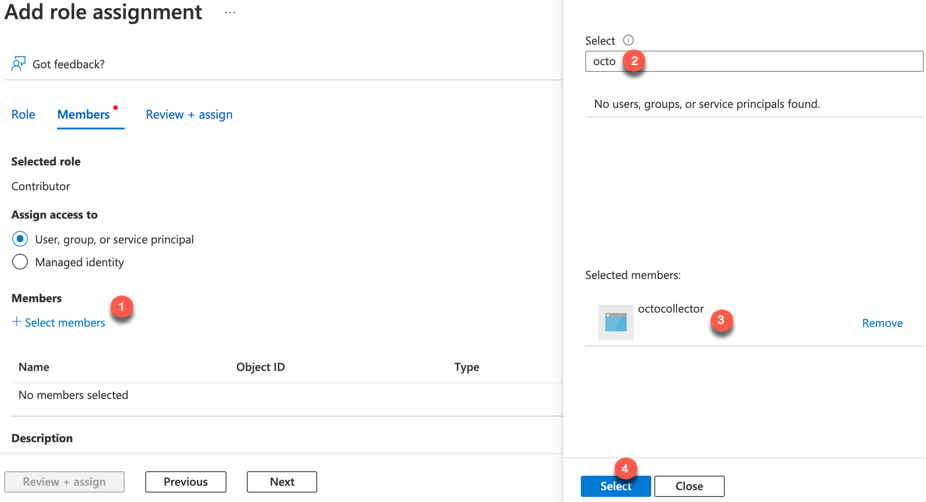 Add role assignment ...
Got feedback?
Role Members Review + assign
Selected role
Contributor
Assign access to
User, group, or service principal
Managed identity
Members
1
+ Select members
Name Object ID Type
No members selected
Description
Review + assign Previous Next
Select
octo 2
No users, groups, or service principals found.
Selected members:
octocollector 3
Remove
4
Select Close